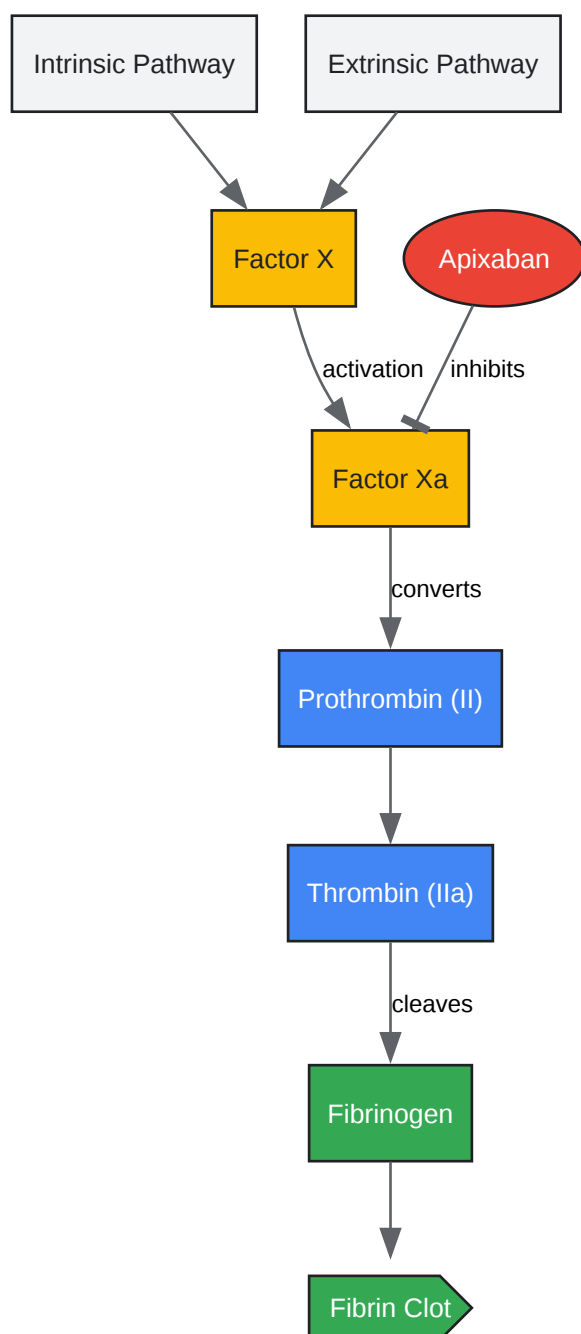 Intrinsic Pathway
Extrinsic Pathway
Factor X
Apixaban
activation
inhibits
Factor Xa
converts
Prothrombin (II)
Thrombin (IIa)
cleaves
Fibrinogen
Fibrin Clot